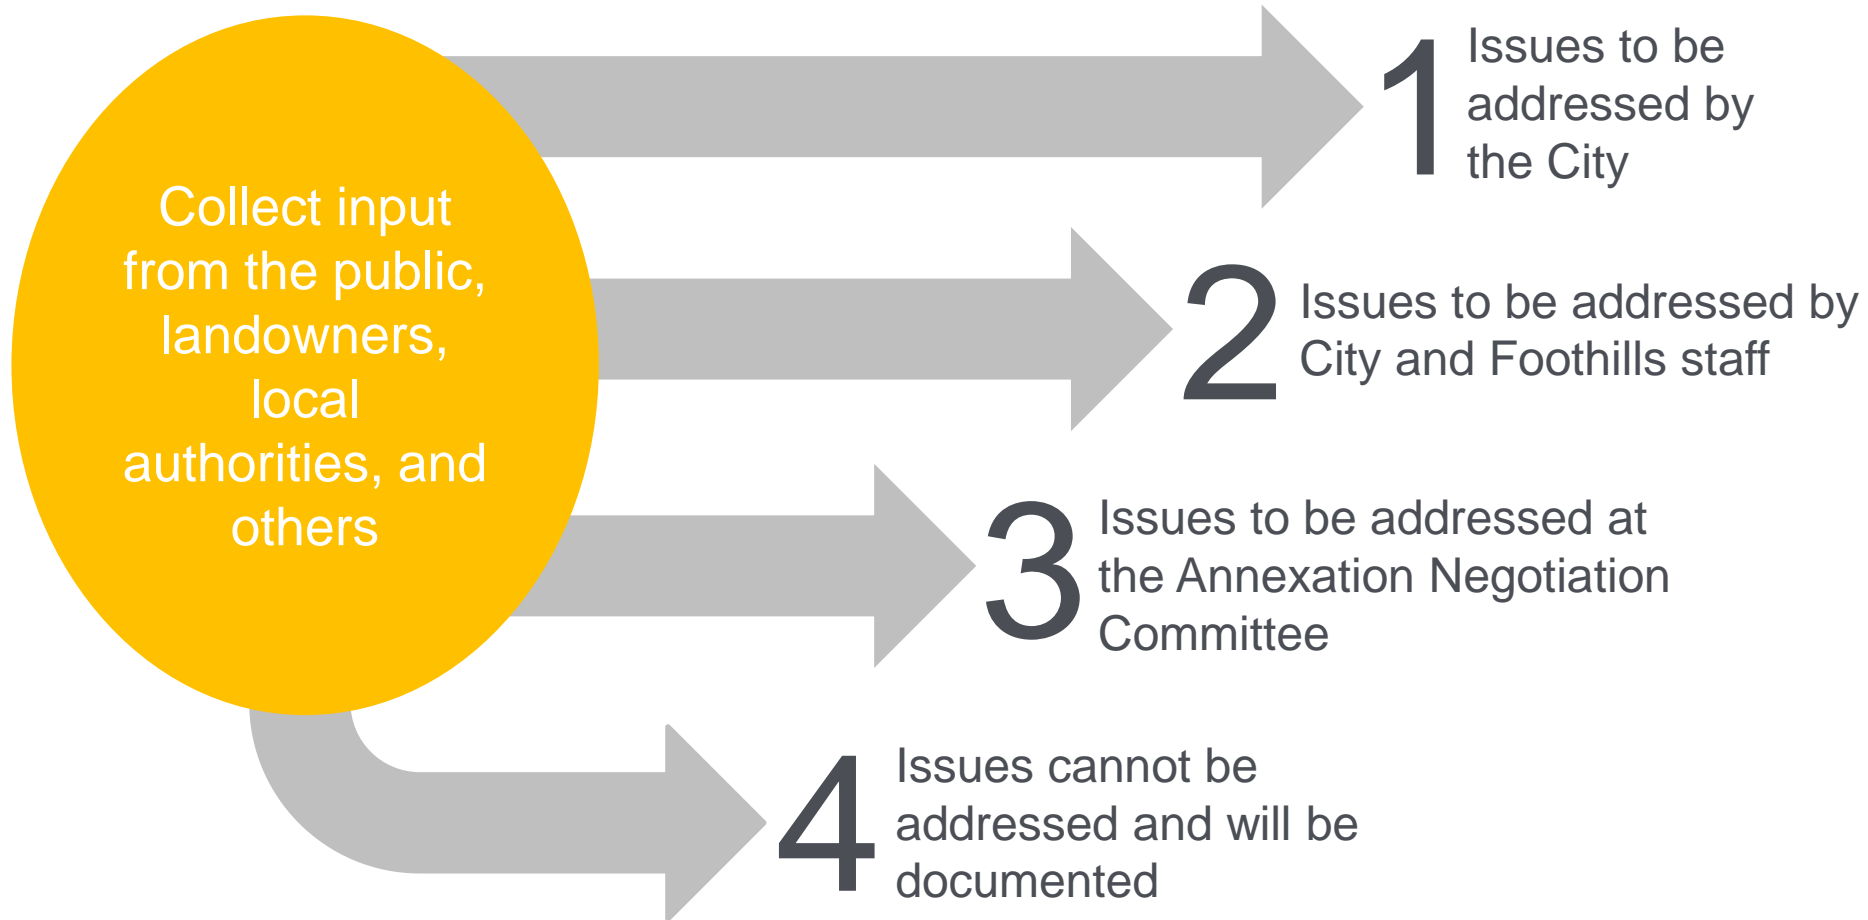 Collect input
from the public,
landowners,
local
authorities, and
others
1
Issues to be
addressed by
the City
2
Issues to be addressed by
City and Foothills staff
3
Issues to be addressed at
the Annexation Negotiation
Committee
4
Issues cannot be
addressed and will be
documented